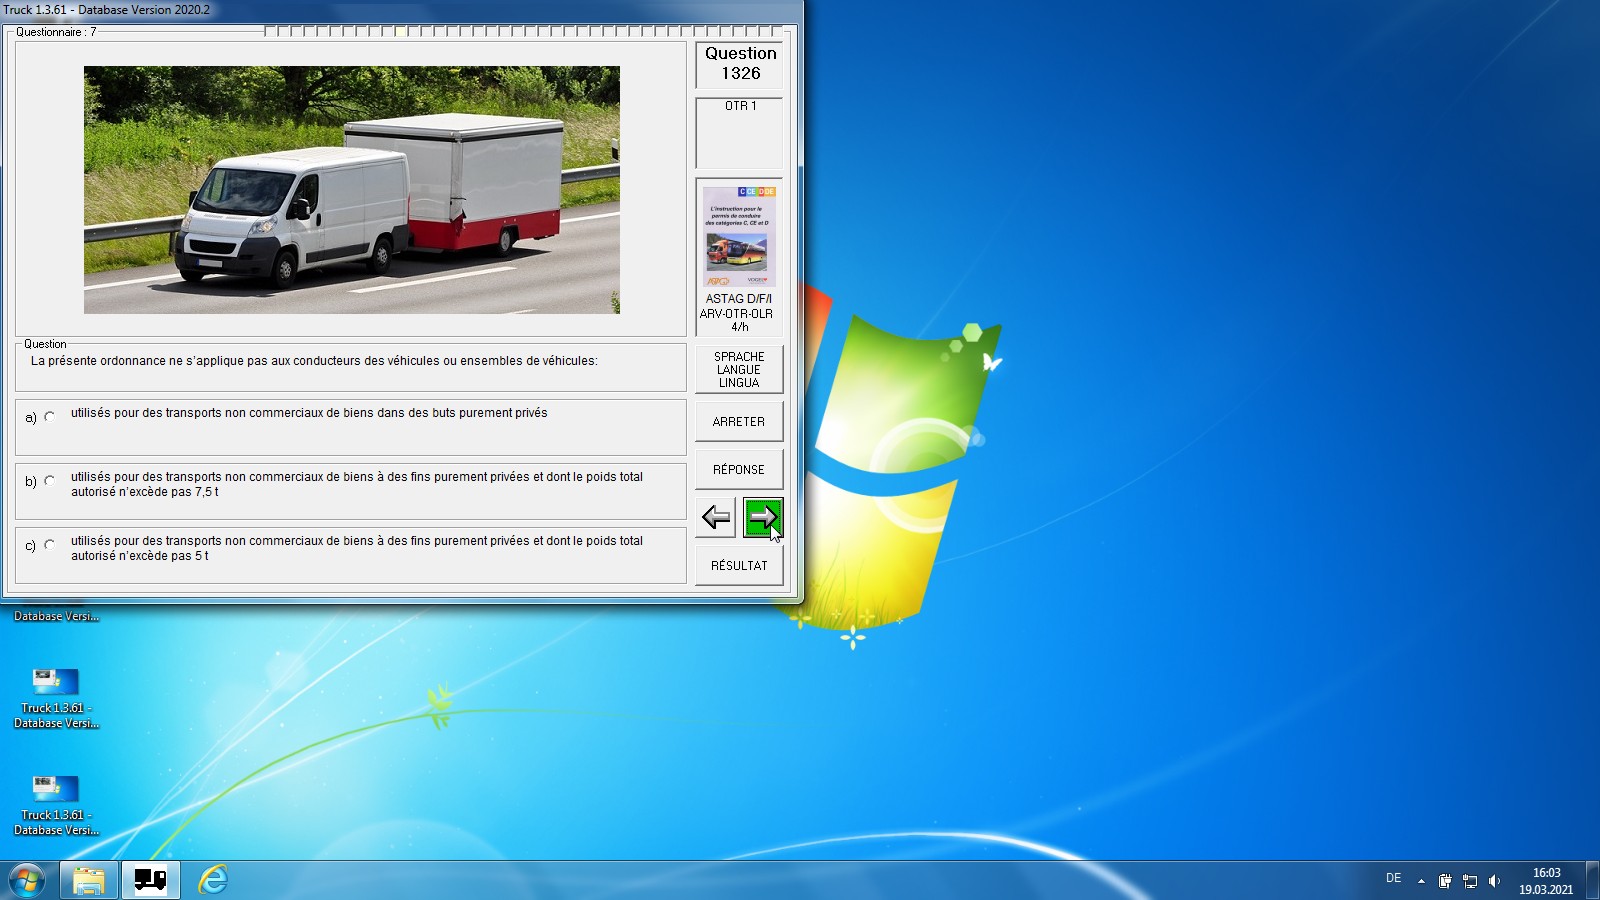 Truck 1.3.61 - Database Version 2020.2
Questionnaire : 7
Question
1326
OTR 1
C CE D DE
L'instruction pour le
permis de conduire
des catégories C, CE et D
ASTAG D/F/I
ARV-OTR-OLR
4/h
Question
La présente ordonnance ne s’applique pas aux conducteurs des véhicules ou ensembles de véhicules:
SPRACHE
LANGUE
LINGUA
a) utilisés pour des transports non commerciaux de biens dans des buts purement privés
ARRETER
b) utilisés pour des transports non commerciaux de biens à des fins purement privées et dont le poids total
autorisé n’excède pas 7,5 t
RÉPONSE
c) utilisés pour des transports non commerciaux de biens à des fins purement privées et dont le poids total
autorisé n’excède pas 5 t
RÉSULTAT
Database Versi...
Truck 1.3.61 -
Database Versi...
Truck 1.3.61 -
Database Versi...
DE
16:03
19.03.2021